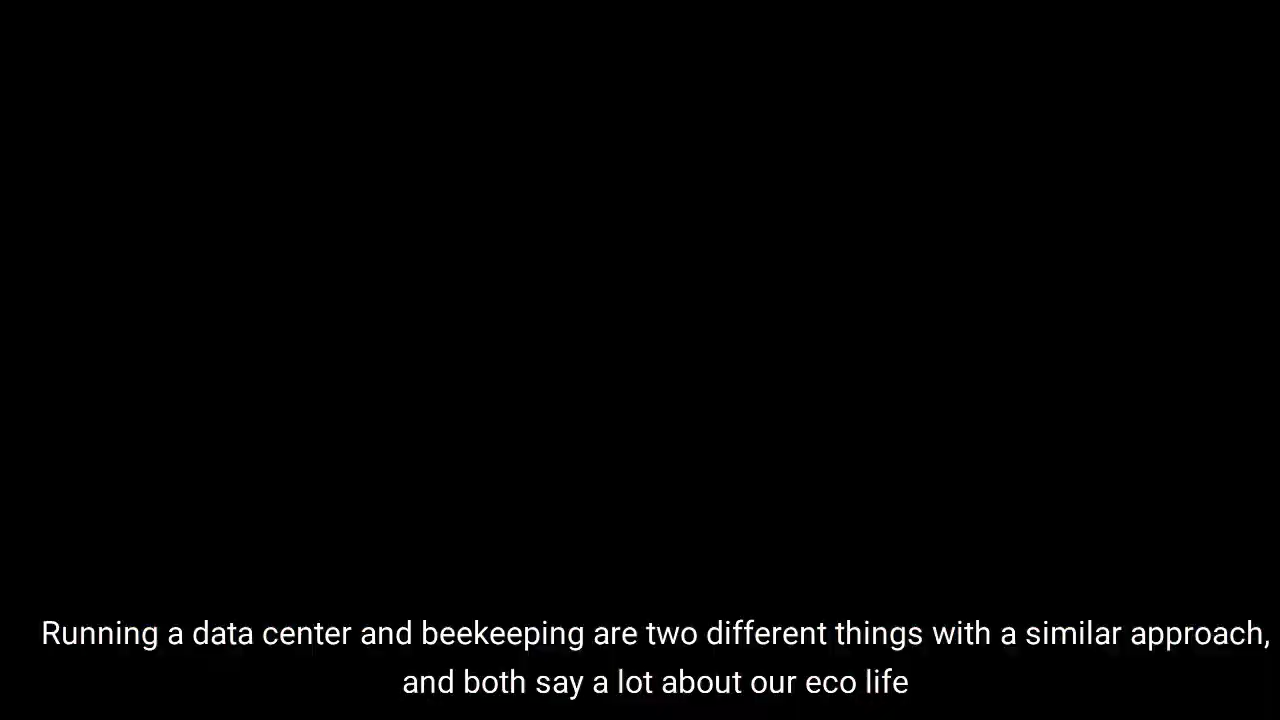 Running a data center and beekeeping are two different things with a similar approach,
and both say a lot about our eco life